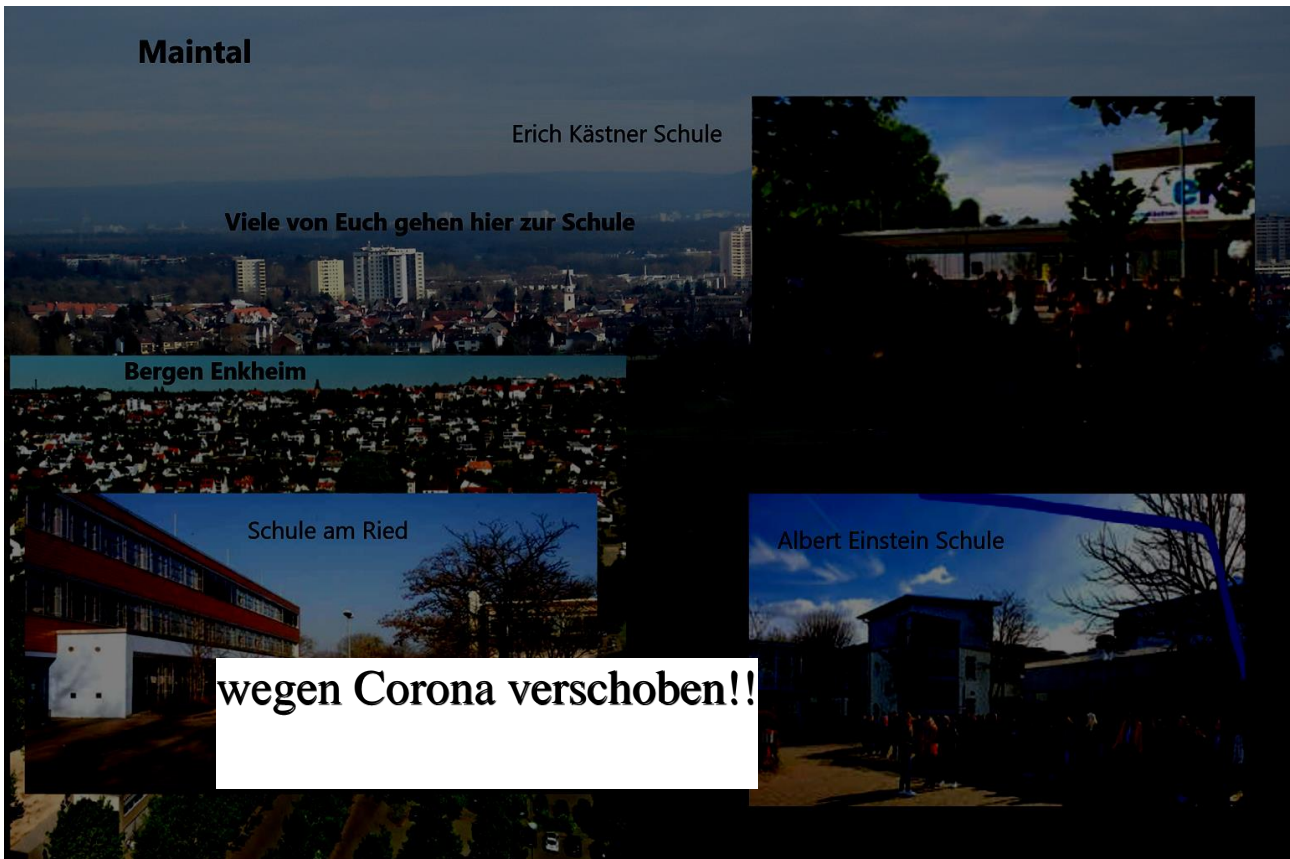 Maintal
Erich Kästner Schule
Viele von Euch gehen hier zur Schule
Bergen Enkheim
Schule am Ried
Albert Einstein Schule
wegen Corona verschoben!!